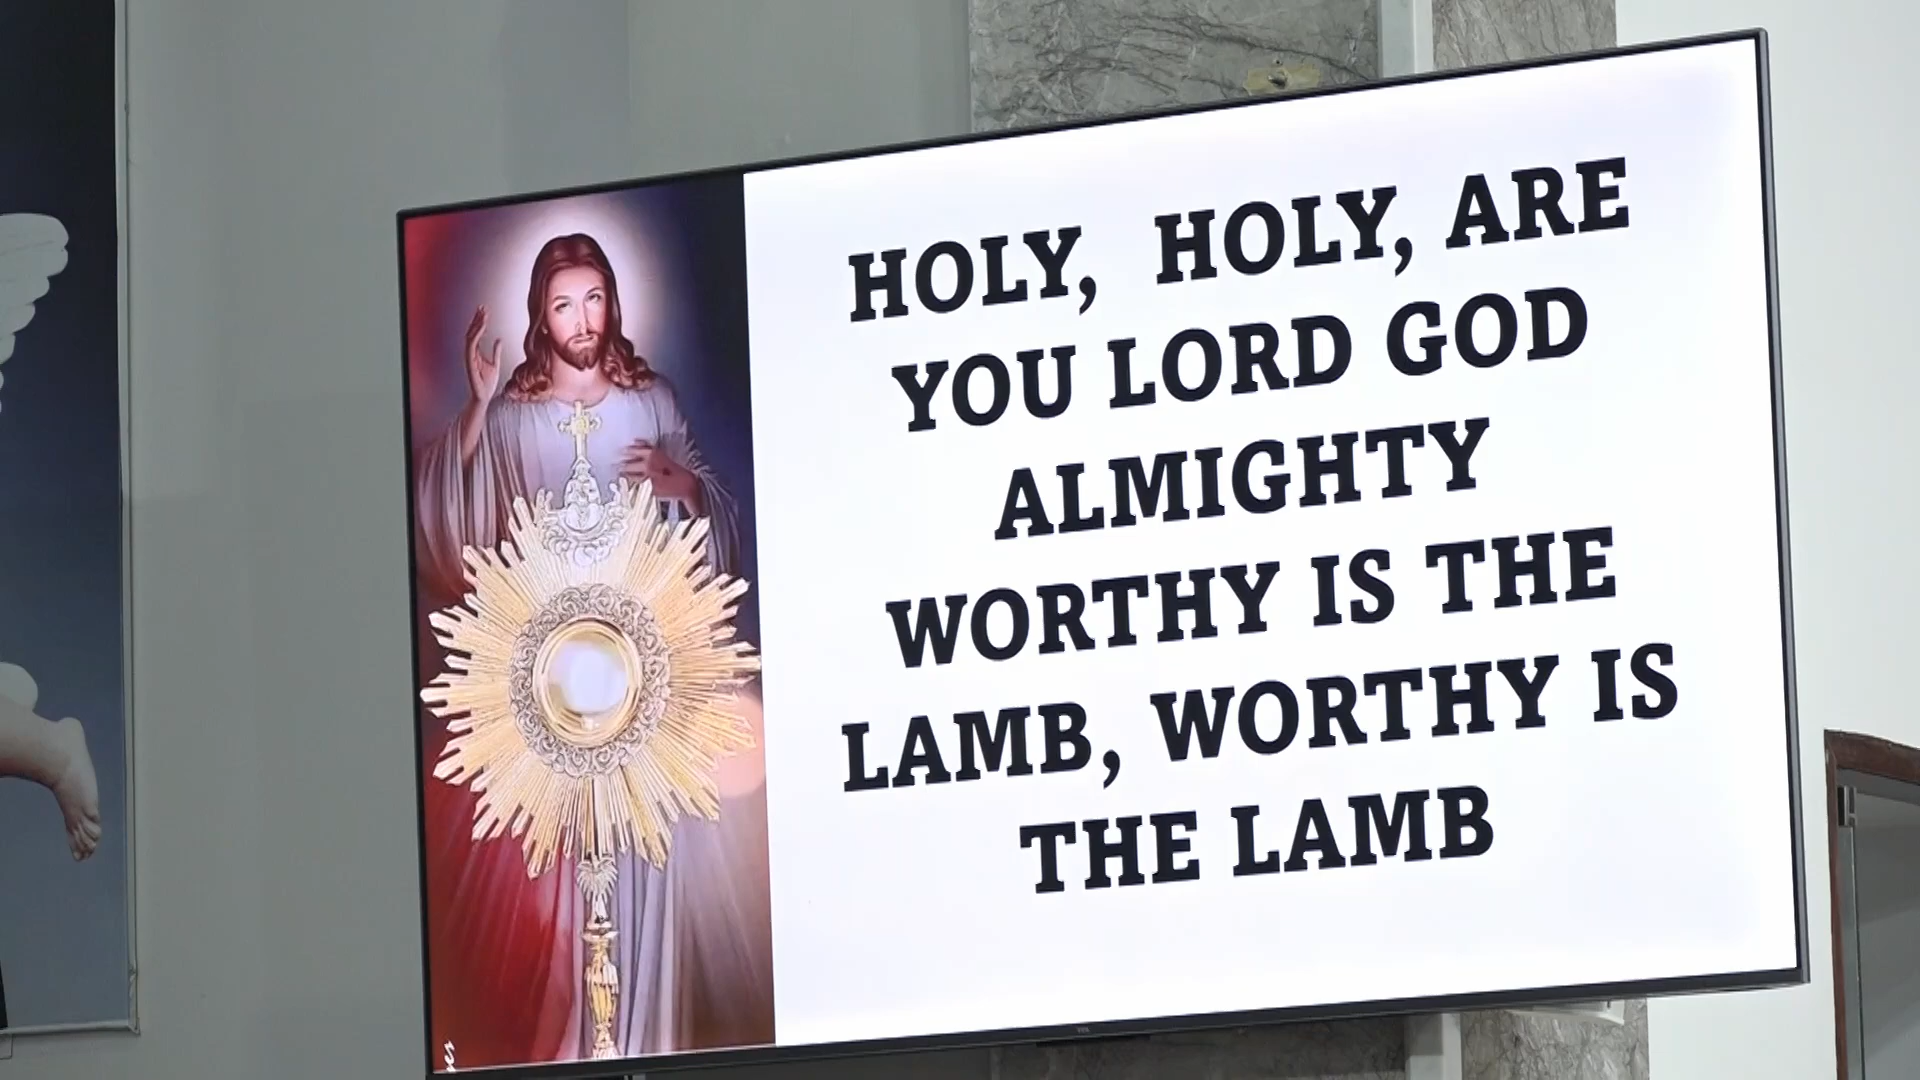 HOLY, HOLY, ARE
YOU LORD GOD
ALMIGHTY
WORTHY IS THE
LAMB, WORTHY IS
THE LAMB